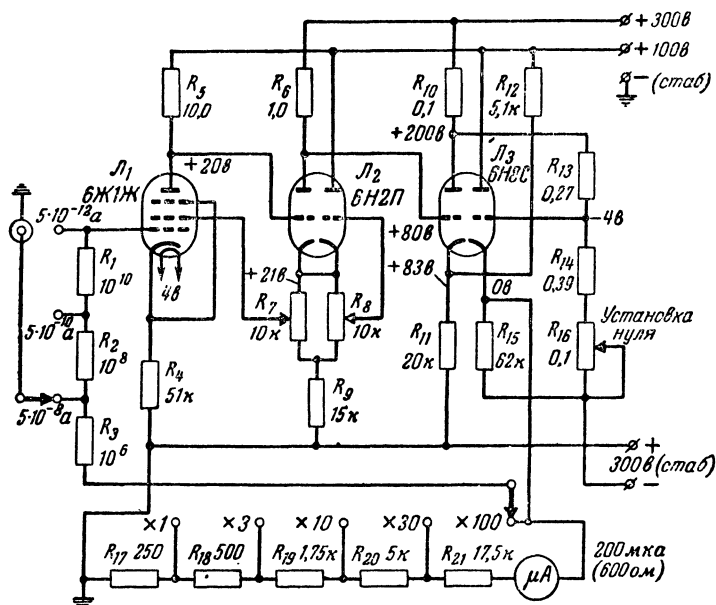 +300в
+100в
−(стаб)
R5
10,0
R6
1,0
R10
0,1
R12
5,1к
+200в
Л1
6Ж1Ж
+20в
Л2
6Н2П
Л3
6Н8С
R13
0,27
5·10⁻¹²а
-4в
+80в
R1
10¹⁰
4в
+21в
+83в
0в
R14
0,39
5·10⁻¹⁰а
R7
10к
R8
10к
Установка
нуля
R2
10⁸
R11
20к
R15
62к
R16
0,1
R4
51к
R9
15к
5·10⁻⁸а
R3
10⁶
+
300в (стаб)
−
×1
×3
×10
×30
×100
R17 250
R18 500
R19 1,75к
R20 5к
R21 17,5к
μA
200мка
(600ом)